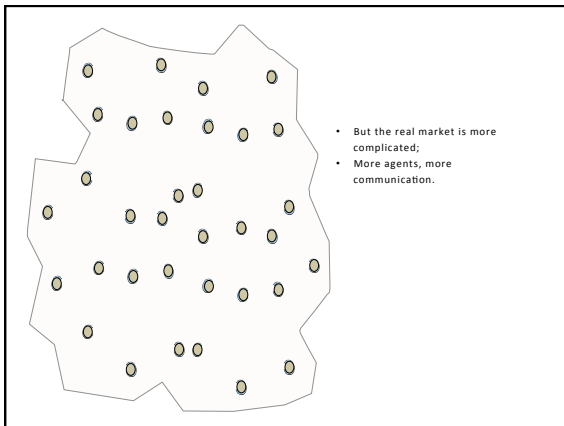 • But the real market is more
complicated;
• More agents, more
communication.